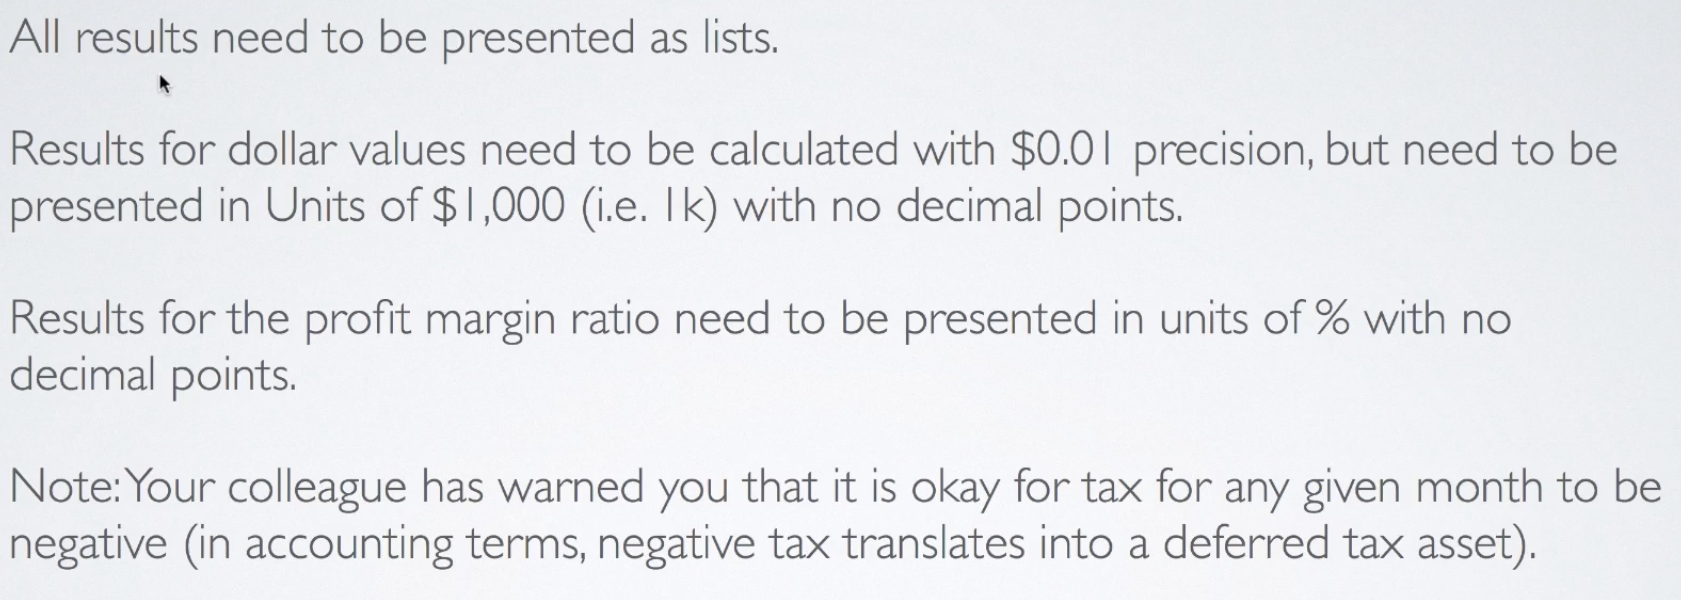 All results need to be presented as lists.
Results for dollar values need to be calculated with $0.01 precision, but need to be
presented in Units of $1,000 (i.e. 1k) with no decimal points.
Results for the profit margin ratio need to be presented in units of % with no
decimal points.
Note: Your colleague has warned you that it is okay for tax for any given month to be
negative (in accounting terms, negative tax translates into a deferred tax asset).